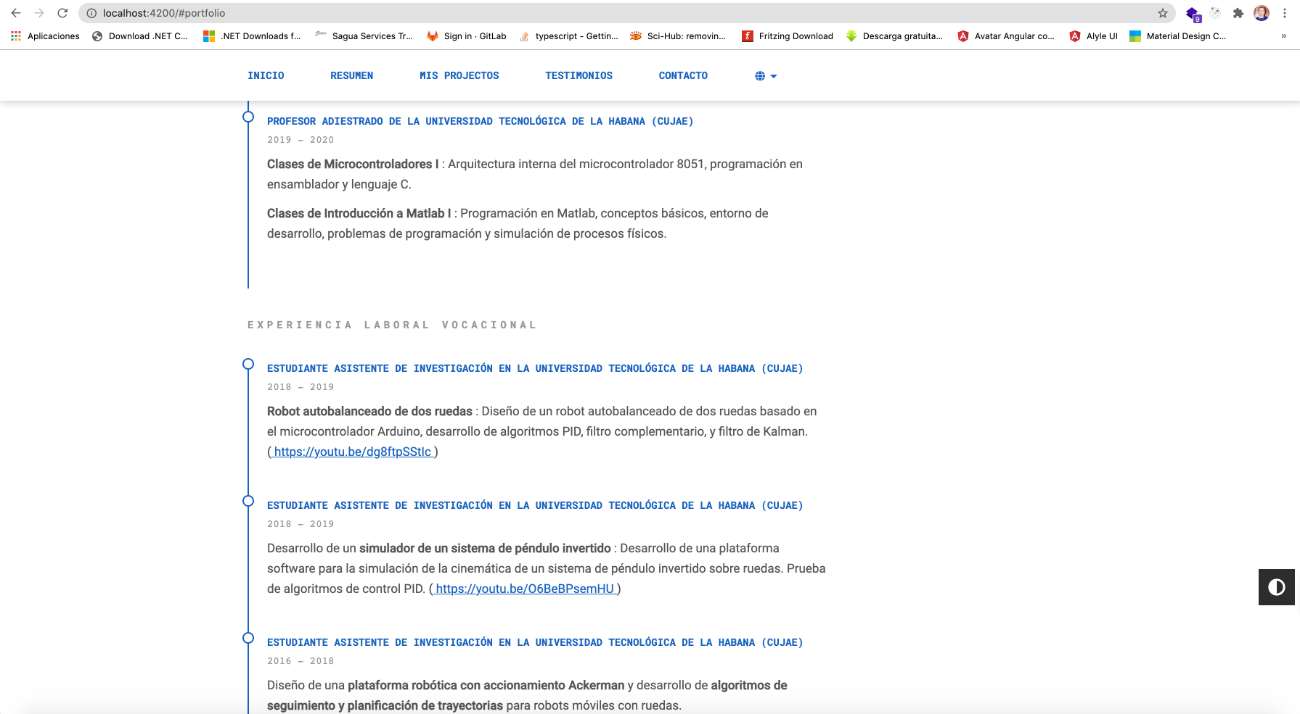 localhost:4200/#portfolio
Aplicaciones Download .NET C... .NET Downloads f... Sagua Services Tr... Sign in · GitLab typescript - Gettin... Sci-Hub: removin... Fritzing Download Descarga gratuita... Avatar Angular co... Alyle UI Material Design C... »
INICIO RESUMEN MIS PROJECTOS TESTIMONIOS CONTACTO
PROFESOR ADIESTRADO DE LA UNIVERSIDAD TECNOLÓGICA DE LA HABANA (CUJAE)
2019 – 2020
Clases de Microcontroladores I : Arquitectura interna del microcontrolador 8051, programación en
ensamblador y lenguaje C.
Clases de Introducción a Matlab I : Programación en Matlab, conceptos básicos, entorno de
desarrollo, problemas de programación y simulación de procesos físicos.
EXPERIENCIA LABORAL VOCACIONAL
ESTUDIANTE ASISTENTE DE INVESTIGACIÓN EN LA UNIVERSIDAD TECNOLÓGICA DE LA HABANA (CUJAE)
2018 – 2019
Robot autobalanceado de dos ruedas : Diseño de un robot autobalanceado de dos ruedas basado en
el microcontrolador Arduino, desarrollo de algoritmos PID, filtro complementario, y filtro de Kalman.
( https://youtu.be/dg8ftpSStIc )
ESTUDIANTE ASISTENTE DE INVESTIGACIÓN EN LA UNIVERSIDAD TECNOLÓGICA DE LA HABANA (CUJAE)
2018 – 2019
Desarrollo de un simulador de un sistema de péndulo invertido : Desarrollo de una plataforma
software para la simulación de la cinemática de un sistema de péndulo invertido sobre ruedas. Prueba
de algoritmos de control PID. ( https://youtu.be/O6BeBPsemHU )
ESTUDIANTE ASISTENTE DE INVESTIGACIÓN EN LA UNIVERSIDAD TECNOLÓGICA DE LA HABANA (CUJAE)
2016 – 2018
Diseño de una plataforma robótica con accionamiento Ackerman y desarrollo de algoritmos de
seguimiento y planificación de trayectorias para robots móviles con ruedas.